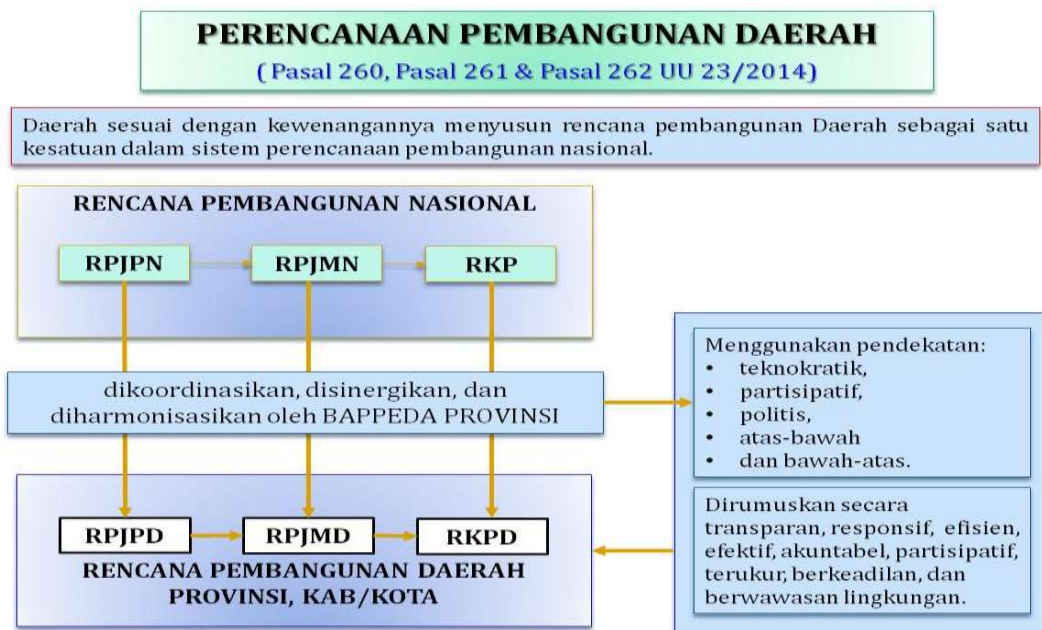 PERENCANAAN PEMBANGUNAN DAERAH
( Pasal 260, Pasal 261 & Pasal 262 UU 23/2014)
Daerah sesuai dengan kewenangannya menyusun rencana pembangunan Daerah sebagai satu
kesatuan dalam sistem perencanaan pembangunan nasional.
RENCANA PEMBANGUNAN NASIONAL
RPJPN
RPJMN
RKP
dikoordinasikan, disinergikan, dan
diharmonisasikan oleh BAPPEDA PROVINSI
RPJPD
RPJMD
RKPD
RENCANA PEMBANGUNAN DAERAH
PROVINSI, KAB/KOTA
Menggunakan pendekatan:
• teknokratik,
• partisipatif,
• politis,
• atas-bawah
• dan bawah-atas.
Dirumuskan secara
transparan, responsif, efisien,
efektif, akuntabel, partisipatif,
terukur, berkeadilan, dan
berwawasan lingkungan.